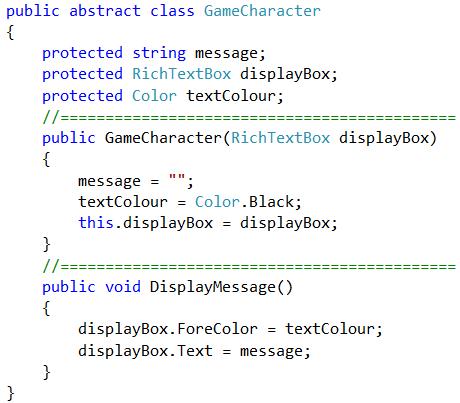 public abstract class GameCharacter
{
    protected string message;
    protected RichTextBox displayBox;
    protected Color textColour;
    //============================================
    public GameCharacter(RichTextBox displayBox)
    {
        message = "";
        textColour = Color.Black;
        this.displayBox = displayBox;
    }
    //============================================
    public void DisplayMessage()
    {
        displayBox.ForeColor = textColour;
        displayBox.Text = message;
    }
}